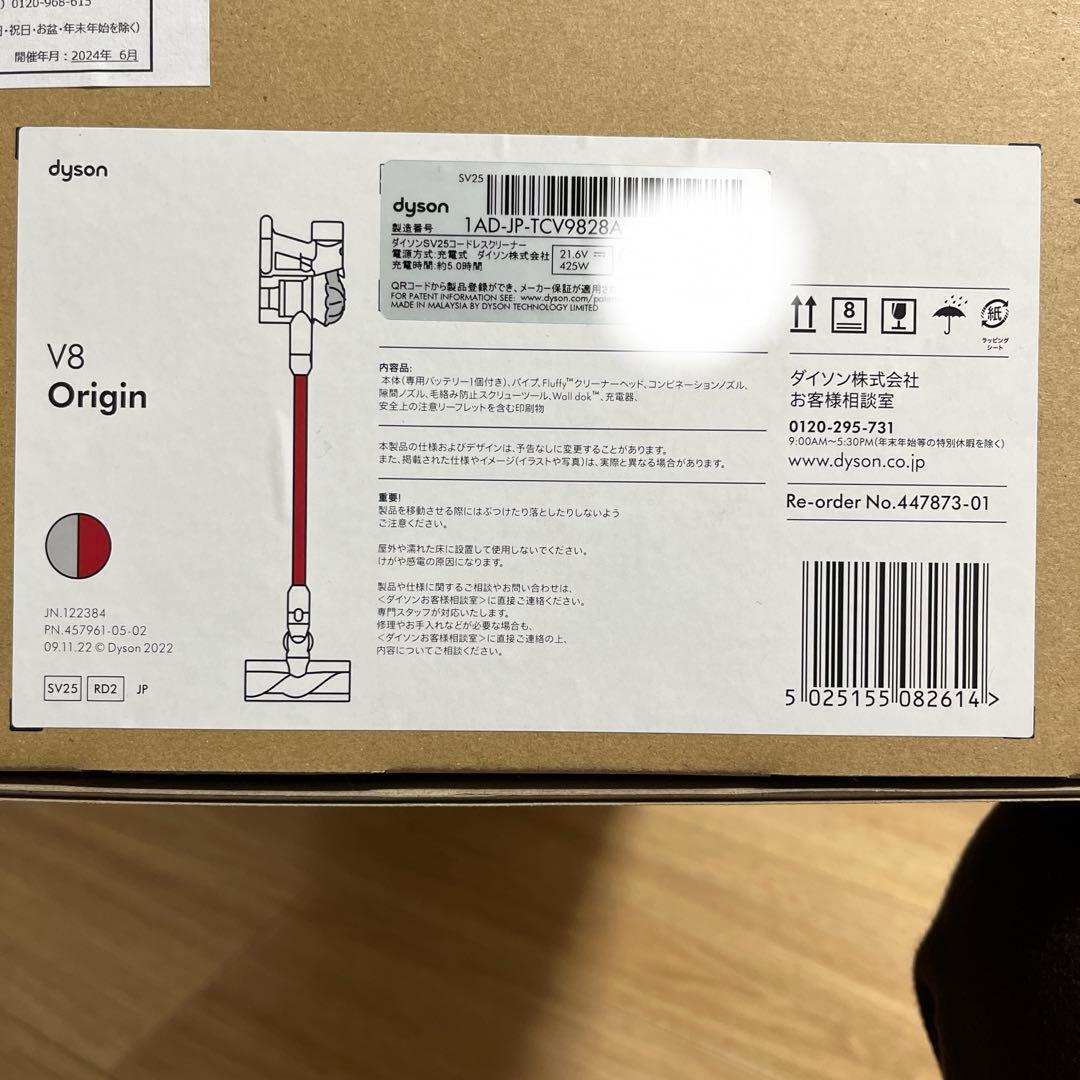 ) 0120-968-615
日・祝日・お盆・年末年始を除く)
開催年月：2024年 6月
dyson
V8
Origin
JN.122384
PN.457961-05-02
09.11.22 © Dyson 2022
SV25 RD2 JP
SV25
dyson
製造番号 1AD-JP-TCV9828A
ダイソンSV25コードレスクリーナー
電源方式：充電式 ダイソン株式会社
充電時間：約5.0時間
21.6V ⎓
425W
QRコードから製品登録ができ、メーカー保証が適用
FOR PATENT INFORMATION SEE: www.dyson.com/
MADE IN MALAYSIA BY DYSON TECHNOLOGY LIMITED
内容品:
本体（専用バッテリー1個付き）、パイプ、Fluffy™クリーナーヘッド、コンビネーションノズル、
隙間ノズル、毛絡み防止スクリューツール、Wall dok™、充電器、
安全上の注意リーフレットを含む印刷物
本製品の仕様およびデザインは、予告なしに変更することがあります。
また、掲載された仕様やイメージ（イラストや写真）は、実際と異なる場合があります。
重要!
製品を移動させる際にはぶつけたり落としたりしないよう
ご注意ください。
屋外や濡れた床に設置して使用しないでください。
けがや感電の原因になります。
製品や仕様に関するご相談やお問い合わせは、
＜ダイソンお客様相談室＞に直接ご連絡ください。
専門スタッフが対応いたします。
修理やお手入れなどが必要な場合も、
＜ダイソンお客様相談室＞に直接ご連絡の上、
内容についてご相談ください。
8
紙
ラッピング
シート
ダイソン株式会社
お客様相談室
0120-295-731
9:00AM〜5:30PM（年末年始等の特別休暇を除く）
www.dyson.co.jp
Re-order No.447873-01
5 025155 082614 >